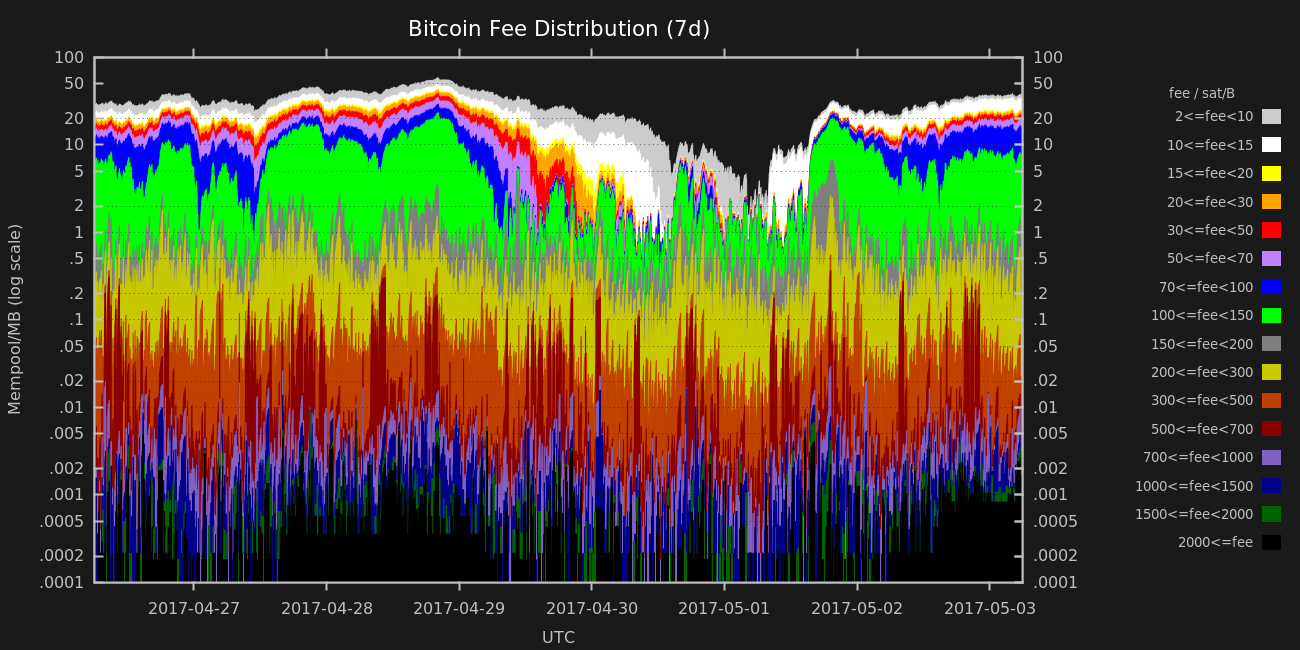 Bitcoin Fee Distribution (7d)
100
50
20
10
5
2
1
.5
.2
.1
.05
.02
.01
.005
.002
.001
.0005
.0002
.0001
Mempool/MB (log scale)
100
50
20
10
5
2
1
.5
.2
.1
.05
.02
.01
.005
.002
.001
.0005
.0002
.0001
2017-04-27 2017-04-28 2017-04-29 2017-04-30 2017-05-01 2017-05-02 2017-05-03
UTC
fee / sat/B
2<=fee<10
10<=fee<15
15<=fee<20
20<=fee<30
30<=fee<50
50<=fee<70
70<=fee<100
100<=fee<150
150<=fee<200
200<=fee<300
300<=fee<500
500<=fee<700
700<=fee<1000
1000<=fee<1500
1500<=fee<2000
2000<=fee